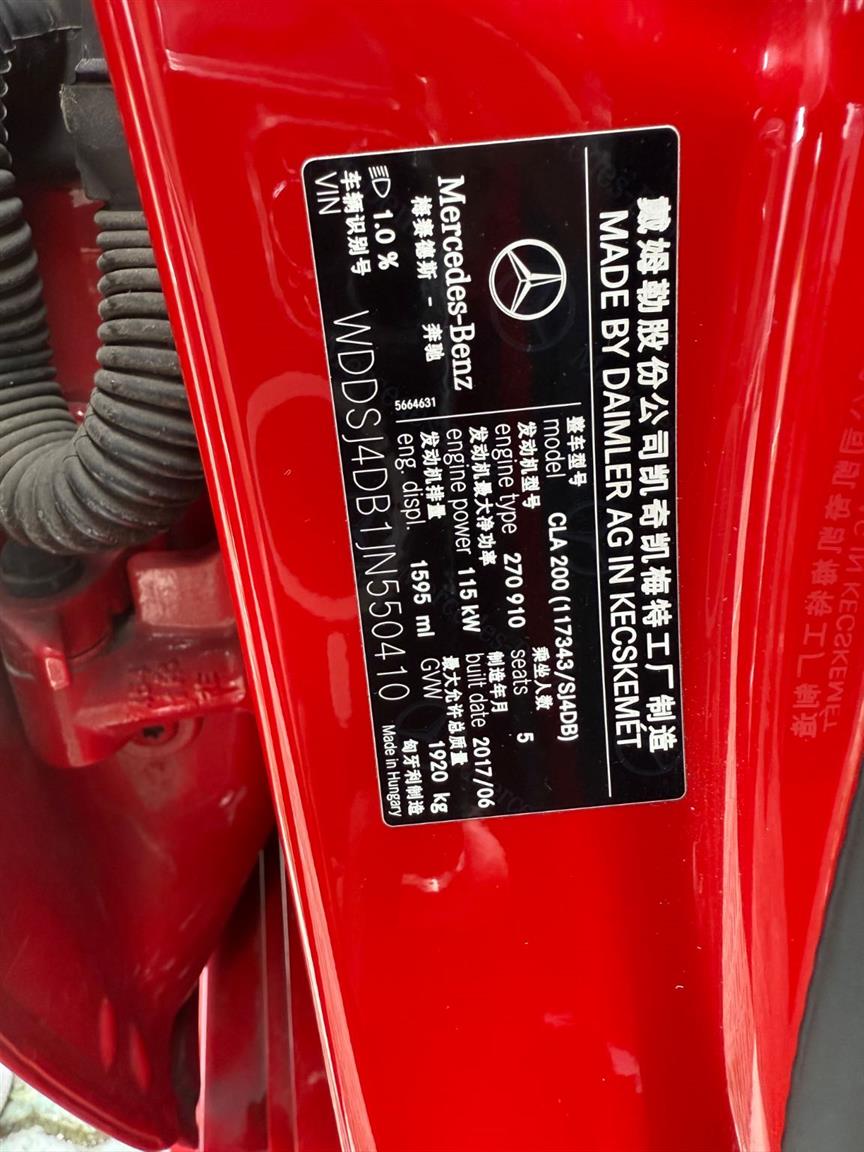 戴姆勒股份公司凯奇凯梅特工厂制造
MADE BY DAIMLER AG IN KECSKEMÉT
Mercedes-Benz
梅赛德斯 - 奔驰
1.0 %
5664631
整车型号
model CLA 200 (117343/SJ4DB)
发动机型号 乘坐人数
engine type 270 910 seats 5
发动机最大净功率 制造年月
engine power 115 kW built date 2017/06
发动机排量 最大允许总质量
eng. displ. 1595 ml GVW 1920 kg
车辆识别号 匈牙利制造
VIN WDDSJ4DB1JN550410 Made in Hungary